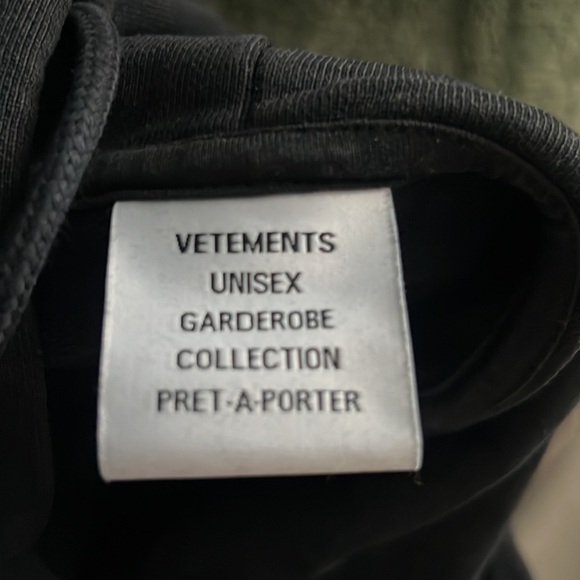 VETEMENTS
UNISEX
GARDEROBE
COLLECTION
PRET-A-PORTER